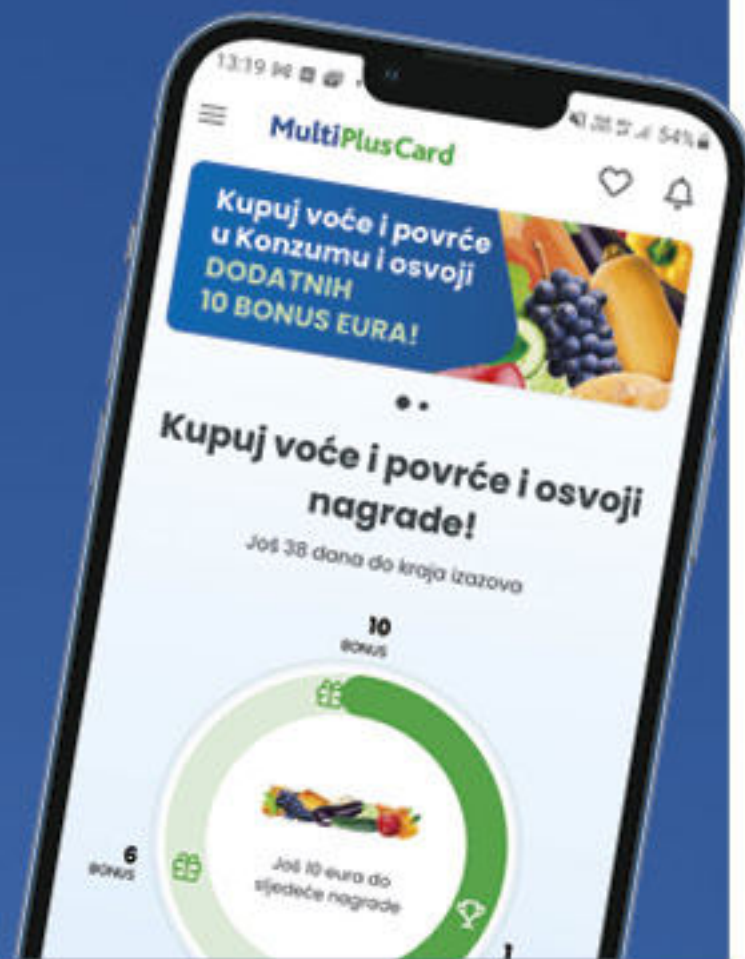 13:19
54%
MultiPlusCard
Kupuj voće i povrće
u Konzumu i osvoji
DODATNIH
10 BONUS EURA!
Kupuj voće i povrće i osvoji
nagrade!
Još 38 dana do kraja izazova
10
BONUS
6
BONUS
Još 10 eura do
sljedeće nagrade
1